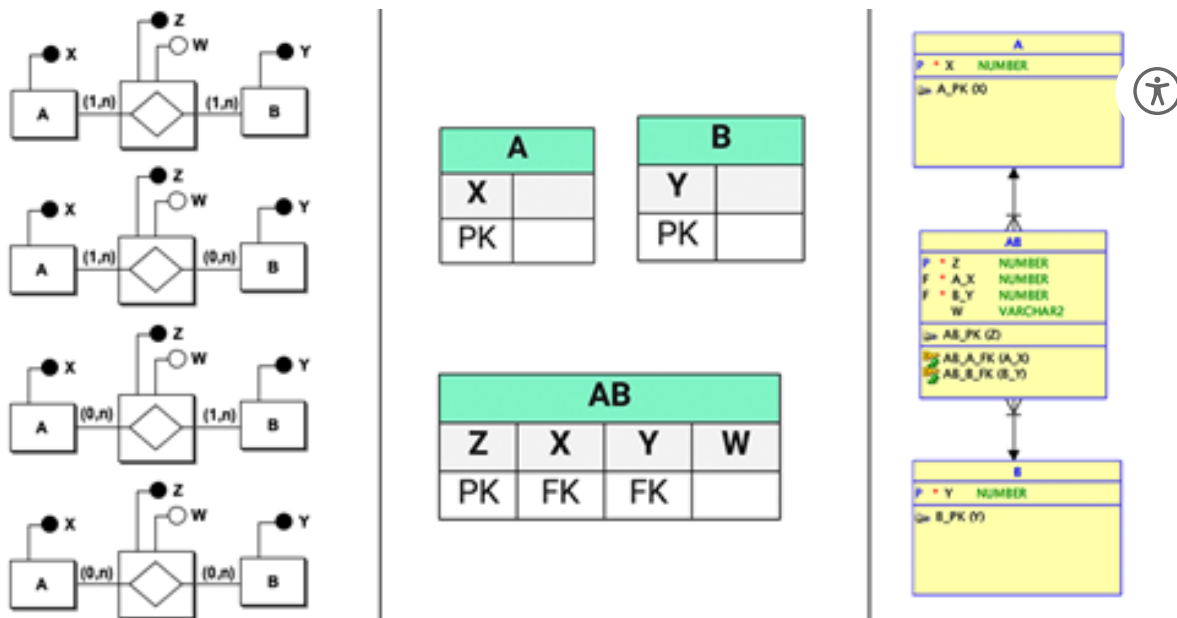 Z
W
X
Y
(1,n)
(1,n)
A
B
Z
W
X
Y
(1,n)
(0,n)
A
B
Z
W
X
Y
(0,n)
(1,n)
A
B
Z
W
X
Y
(0,n)
(0,n)
A
B
A
X
PK
B
Y
PK
AB
Z X Y W
PK FK FK
A
P * X NUMBER
A_PK (X)
AB
P * Z NUMBER
F * A_X NUMBER
F * B_Y NUMBER
W VARCHAR2
AB_PK (Z)
AB_A_FK (A_X)
AB_B_FK (B_Y)
B
P * Y NUMBER
B_PK (Y)